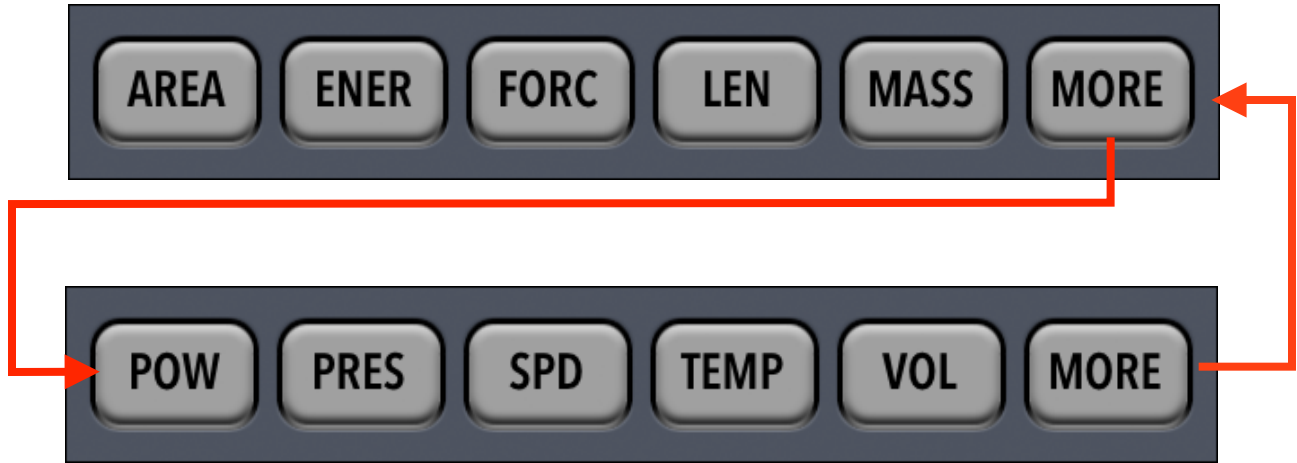 AREA ENER FORC LEN MASS MORE
POW PRES SPD TEMP VOL MORE